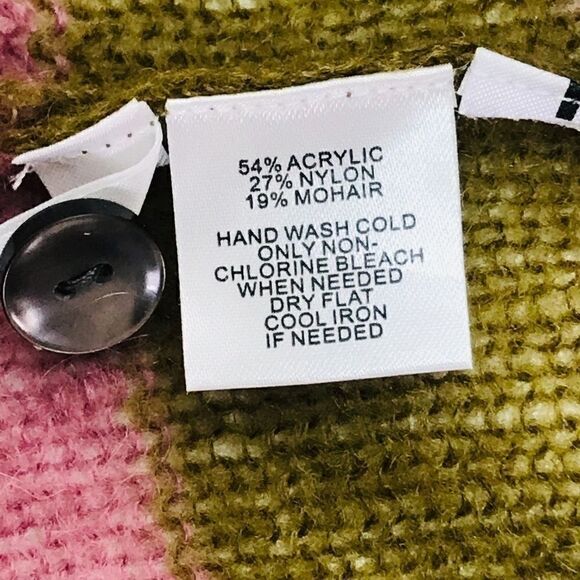 54% ACRYLIC
27% NYLON
19% MOHAIR
HAND WASH COLD
ONLY NON-
CHLORINE BLEACH
WHEN NEEDED
DRY FLAT
COOL IRON
IF NEEDED